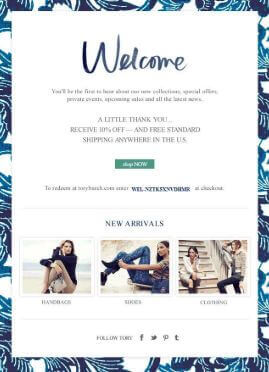 Welcome
You'll be the first to hear about our new collections, special offers,
private events, upcoming sales and all the latest news.
A LITTLE THANK YOU...
RECEIVE 10% OFF — AND FREE STANDARD
SHIPPING ANYWHERE IN THE U.S.
shop NOW
To redeem at toryburch.com enter at checkout.
NEW ARRIVALS
HANDBAGS SHOES CLOTHING
FOLLOW TORY